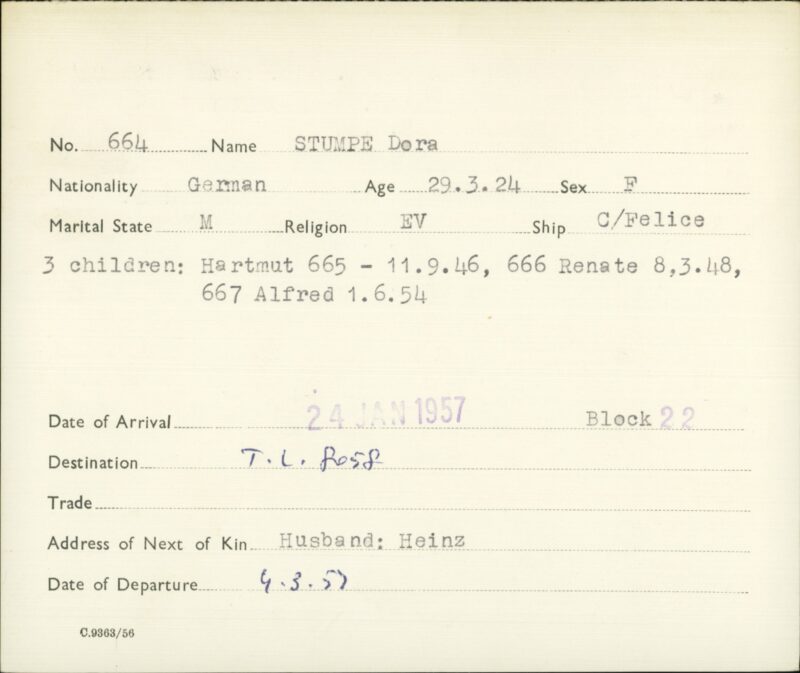 No. 664 Name STUMPE Dora
Nationality German Age 29.3.24 Sex F
Marital State M Religion EV Ship C/Felice
3 children: Hartmut 665 - 11.9.46, 666 Renate 8,3.48,
667 Alfred 1.6.54
Date of Arrival 24 JAN 1957 Block 22
Destination T.L. 8058
Trade
Address of Next of Kin Husband: Heinz
Date of Departure 4.3.57
C.9363/56